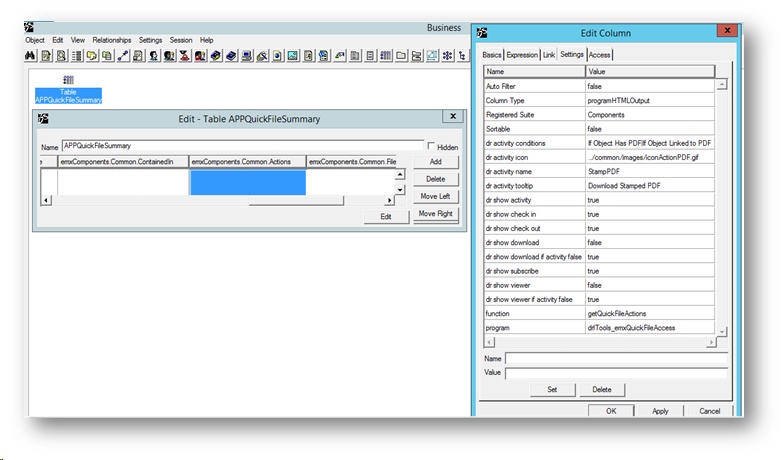 Business
Object Edit View Relationships Settings Session Help
Table
APPQuickFileSummary
Edit - Table APPQuickFileSummary
X
Name APPQuickFileSummary Hidden
e emxComponents.Common.ContainedIn emxComponents.Common.Actions emxComponents.Common.File
Add
Delete
Move Left
Edit Move Right
Edit Column
X
Basics Expression Link Settings Access
Name Value
Auto Filter false
Column Type programHTMLOutput
Registered Suite Components
Sortable false
dr activity conditions If Object Has PDF|If Object Linked to PDF
dr activity icon ../common/images/iconActionPDF.gif
dr activity name StampPDF
dr activity tooltip Download Stamped PDF
dr show activity true
dr show check in true
dr show check out true
dr show download false
dr show download if activity false true
dr show subscribe true
dr show viewer false
dr show viewer if activity false true
function getQuickFileActions
program drlTools_emxQuickFileAccess
Name
Value
Set Delete
OK Apply Cancel